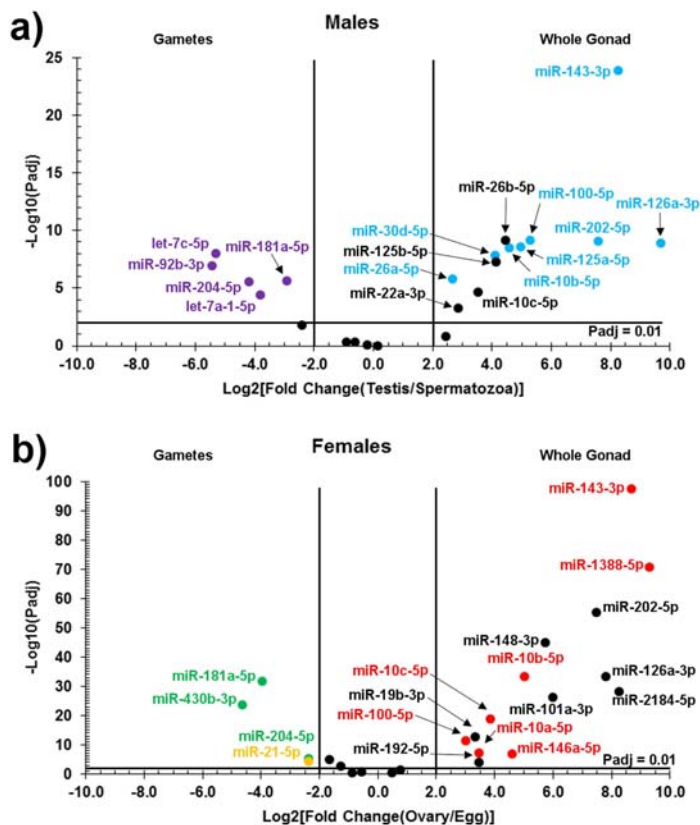 a)
Males
Gametes
Whole Gonad
25
20
15
10
5
0
-Log10(Padj)
miR-143-3p
miR-26b-5p
miR-100-5p
miR-126a-3p
miR-30d-5p
miR-202-5p
miR-125b-5p
miR-125a-5p
miR-26a-5p
miR-10b-5p
miR-22a-3p
miR-10c-5p
let-7c-5p
miR-181a-5p
miR-92b-3p
miR-204-5p
let-7a-1-5p
Padj = 0.01
-10.0 -8.0 -6.0 -4.0 -2.0 0.0 2.0 4.0 6.0 8.0 10.0
Log2[Fold Change(Testis/Spermatozoa)]
b)
Females
Gametes
Whole Gonad
100
90
80
70
60
50
40
30
20
10
0
-Log10(Padj)
miR-143-3p
miR-1388-5p
miR-202-5p
miR-148-3p
miR-10b-5p
miR-10c-5p
miR-126a-3p
miR-19b-3p
miR-101a-3p
miR-2184-5p
miR-100-5p
miR-10a-5p
miR-192-5p
miR-146a-5p
miR-181a-5p
miR-430b-3p
miR-204-5p
miR-21-5p
Padj = 0.01
-10.0 -8.0 -6.0 -4.0 -2.0 0.0 2.0 4.0 6.0 8.0 10.0
Log2[Fold Change(Ovary/Egg)]